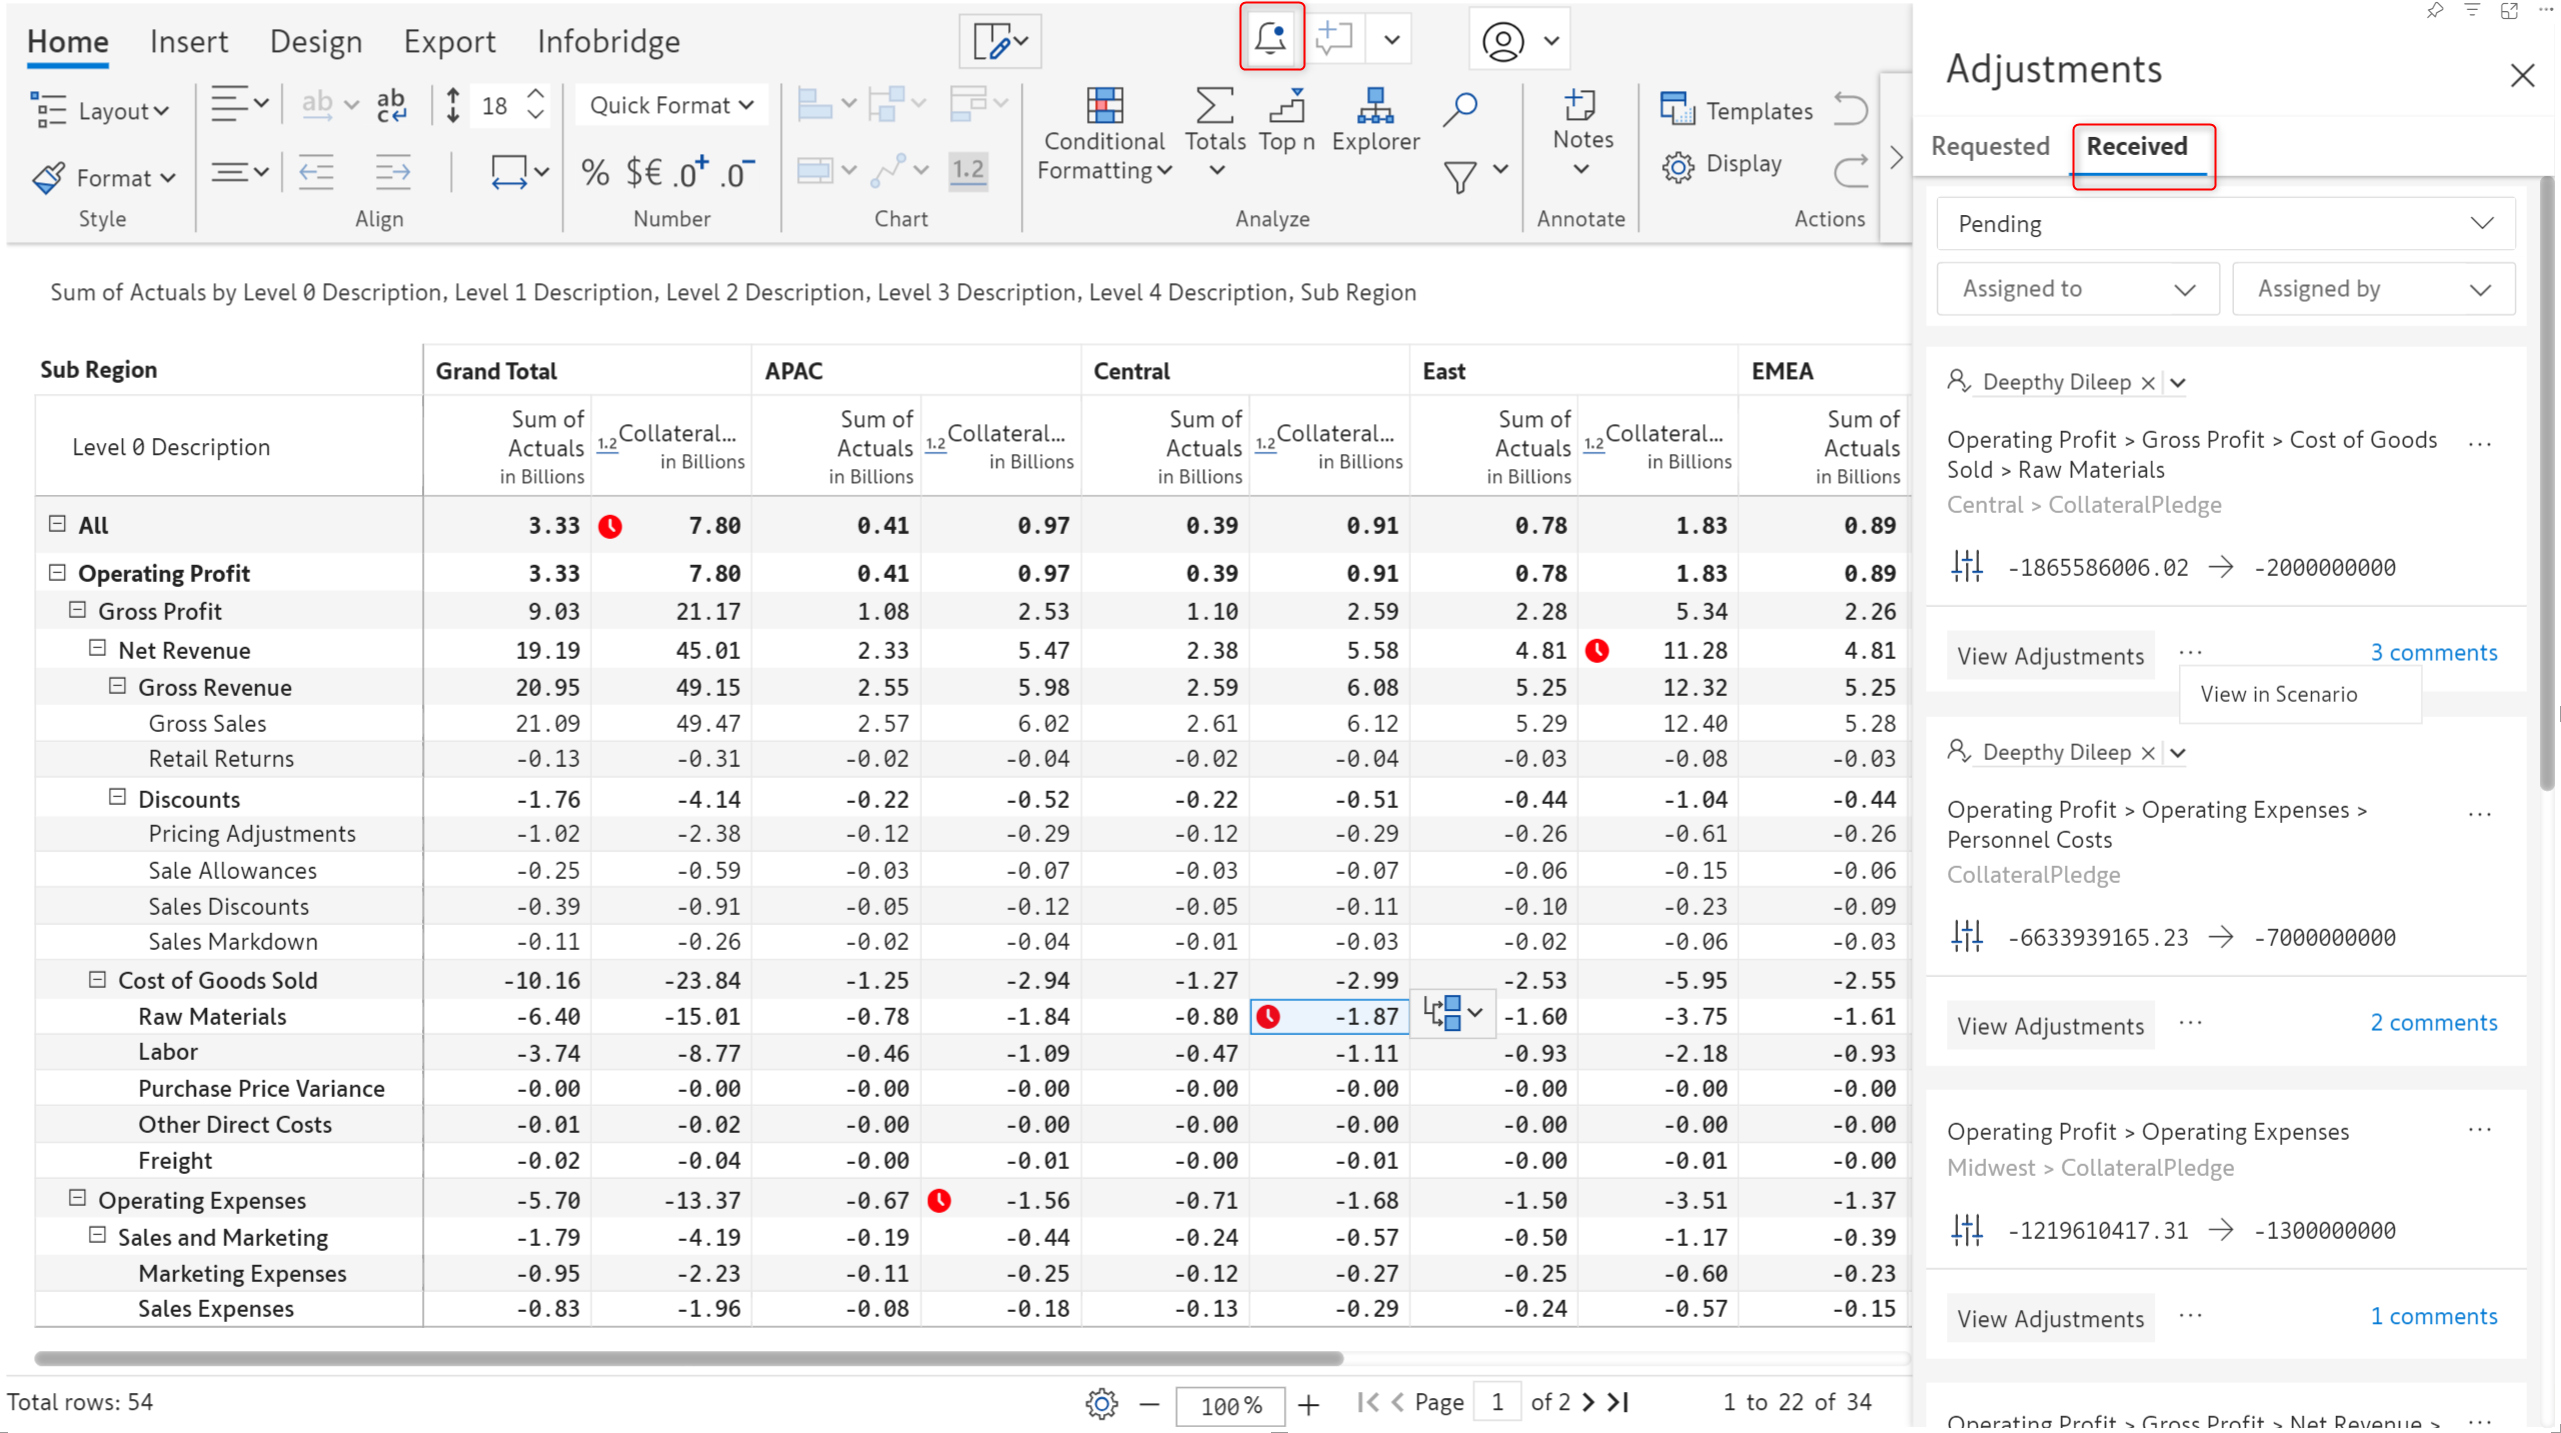 Home Insert Design Export Infobridge
Layout ab ab c 18 Quick Format
Conditional Formatting Totals Top n Explorer Notes Templates
Format % $€ .0+ .0- 1.2 Display
Style Align Number Chart Analyze Annotate Actions
Sum of Actuals by Level 0 Description, Level 1 Description, Level 2 Description, Level 3 Description, Level 4 Description, Sub Region
Sub Region Grand Total APAC Central East EMEA
Level 0 Description Sum of Actuals in Billions 1.2 Collateral... in Billions Sum of Actuals in Billions 1.2 Collateral... in Billions Sum of Actuals in Billions 1.2 Collateral... in Billions Sum of Actuals in Billions 1.2 Collateral... in Billions Sum of Actuals in Billions
All 3.33 7.80 0.41 0.97 0.39 0.91 0.78 1.83 0.89
Operating Profit 3.33 7.80 0.41 0.97 0.39 0.91 0.78 1.83 0.89
Gross Profit 9.03 21.17 1.08 2.53 1.10 2.59 2.28 5.34 2.26
Net Revenue 19.19 45.01 2.33 5.47 2.38 5.58 4.81 11.28 4.81
Gross Revenue 20.95 49.15 2.55 5.98 2.59 6.08 5.25 12.32 5.25
Gross Sales 21.09 49.47 2.57 6.02 2.61 6.12 5.29 12.40 5.28
Retail Returns -0.13 -0.31 -0.02 -0.04 -0.02 -0.04 -0.03 -0.08 -0.03
Discounts -1.76 -4.14 -0.22 -0.52 -0.22 -0.51 -0.44 -1.04 -0.44
Pricing Adjustments -1.02 -2.38 -0.12 -0.29 -0.12 -0.29 -0.26 -0.61 -0.26
Sale Allowances -0.25 -0.59 -0.03 -0.07 -0.03 -0.07 -0.06 -0.15 -0.06
Sales Discounts -0.39 -0.91 -0.05 -0.12 -0.05 -0.11 -0.10 -0.23 -0.09
Sales Markdown -0.11 -0.26 -0.02 -0.04 -0.01 -0.03 -0.02 -0.06 -0.03
Cost of Goods Sold -10.16 -23.84 -1.25 -2.94 -1.27 -2.99 -2.53 -5.95 -2.55
Raw Materials -6.40 -15.01 -0.78 -1.84 -0.80 -1.87 -1.60 -3.75 -1.61
Labor -3.74 -8.77 -0.46 -1.09 -0.47 -1.11 -0.93 -2.18 -0.93
Purchase Price Variance -0.00 -0.00 -0.00 -0.00 -0.00 -0.00 -0.00 -0.00 -0.00
Other Direct Costs -0.01 -0.02 -0.00 -0.00 -0.00 -0.00 -0.00 -0.00 -0.00
Freight -0.02 -0.04 -0.00 -0.01 -0.00 -0.01 -0.00 -0.01 -0.00
Operating Expenses -5.70 -13.37 -0.67 -1.56 -0.71 -1.68 -1.50 -3.51 -1.37
Sales and Marketing -1.79 -4.19 -0.19 -0.44 -0.24 -0.57 -0.50 -1.17 -0.39
Marketing Expenses -0.95 -2.23 -0.11 -0.25 -0.12 -0.27 -0.25 -0.60 -0.23
Sales Expenses -0.83 -1.96 -0.08 -0.18 -0.13 -0.29 -0.24 -0.57 -0.15
Total rows: 54 100% Page 1 of 2 1 to 22 of 34
Adjustments
Requested Received
Pending
Assigned to Assigned by
Deepthy Dileep
Operating Profit > Gross Profit > Cost of Goods
Sold > Raw Materials
Central > CollateralPledge
-1865586006.02 → -2000000000
View Adjustments ... 3 comments
View in Scenario
Deepthy Dileep
Operating Profit > Operating Expenses >
Personnel Costs
CollateralPledge
-6633939165.23 → -7000000000
View Adjustments ... 2 comments
Operating Profit > Operating Expenses
Midwest > CollateralPledge
-1219610417.31 → -1300000000
View Adjustments ... 1 comments
Operating Profit > Gross Profit > Net Revenue >